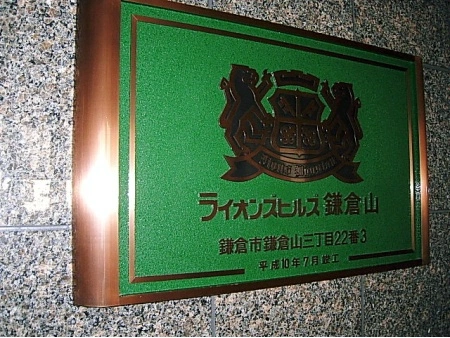 ライオンズヒルズ鎌倉山
鎌倉市鎌倉山三丁目22番3
平成10年7月竣工